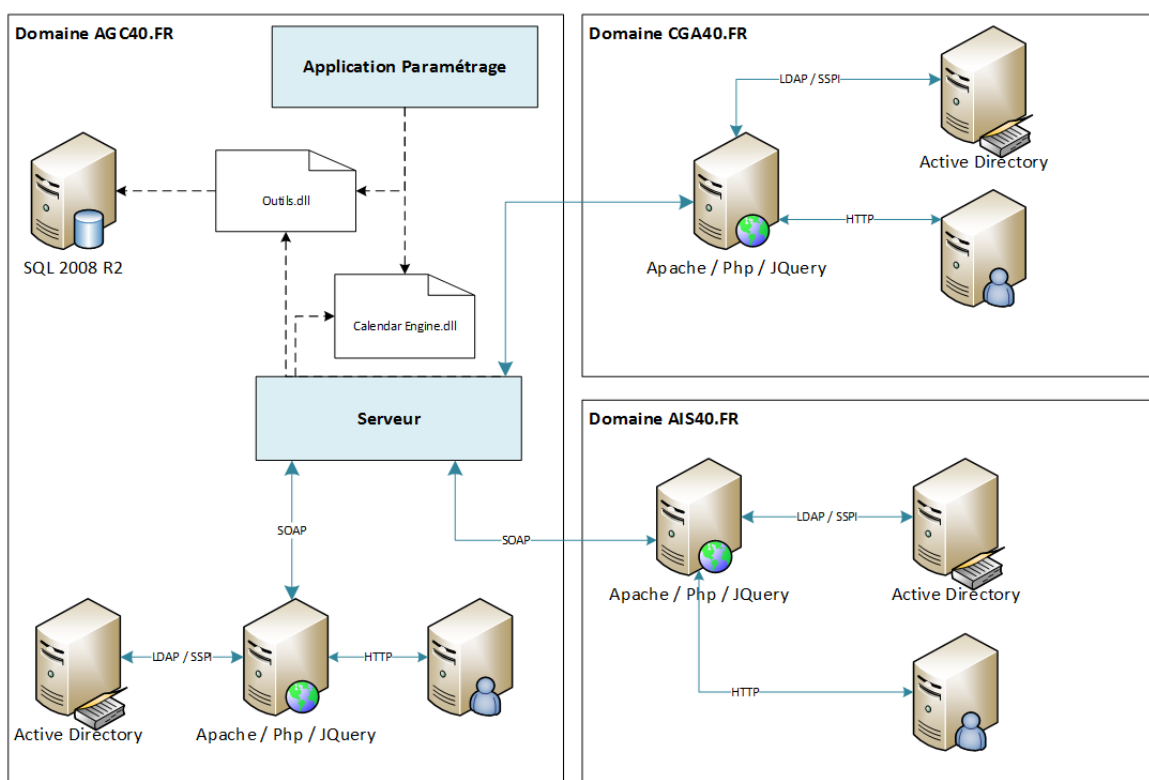 Domaine AGC40.FR
Application Paramétrage
Outils.dll
SQL 2008 R2
Calendar Engine.dll
Serveur
SOAP
SOAP
LDAP / SSPI
HTTP
Active Directory
Apache / Php / JQuery
Domaine CGA40.FR
LDAP / SSPI
Active Directory
HTTP
Apache / Php / JQuery
Domaine AIS40.FR
LDAP / SSPI
Apache / Php / JQuery
Active Directory
HTTP